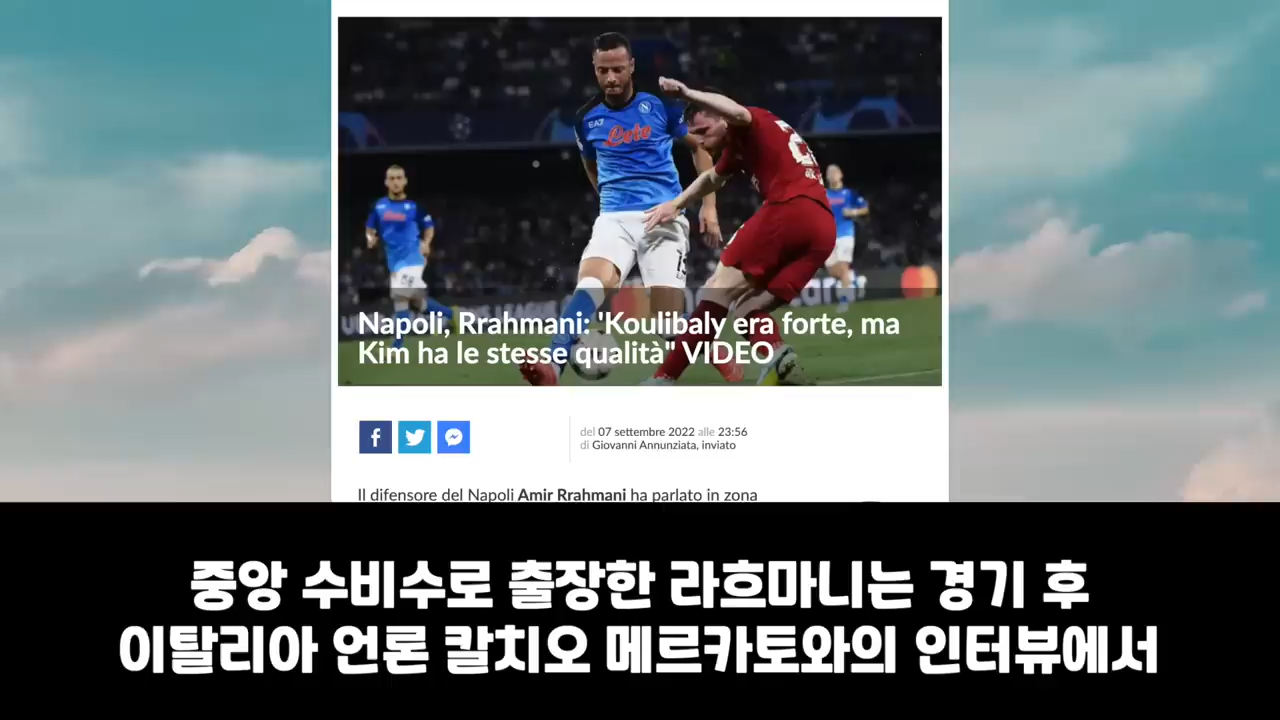 EA7
N
Lete
Napoli, Rrahmani: 'Koulibaly era forte, ma
Kim ha le stesse qualità" VIDEO
del 07 settembre 2022 alle 23:56
di Giovanni Annunziata, inviato
Il difensore del Napoli Amir Rrahmani ha parlato in zona
중앙 수비수로 출장한 라흐마니는 경기 후
이탈리아 언론 칼치오 메르카토와의 인터뷰에서